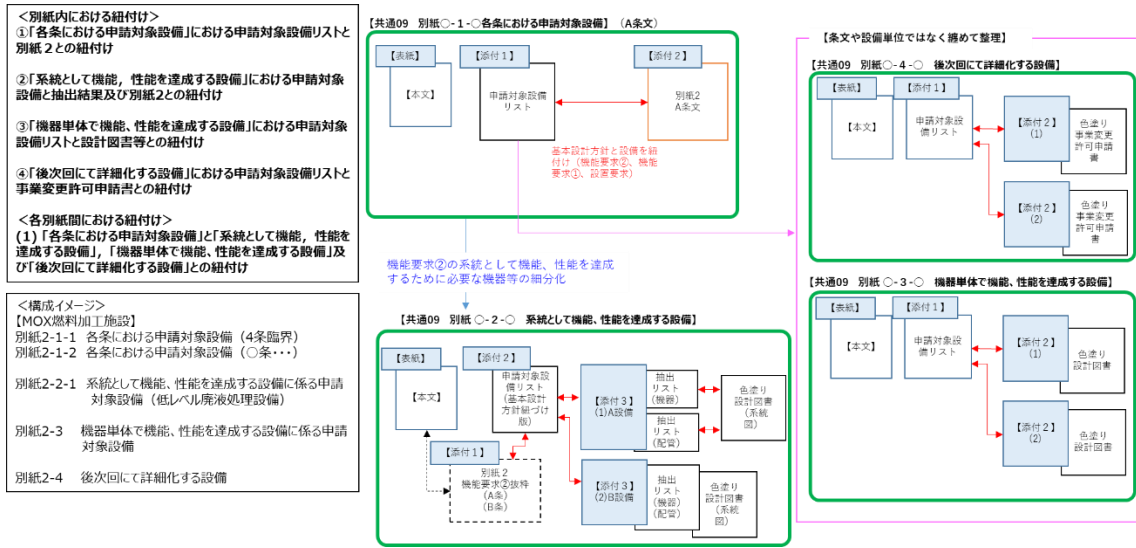 ＜別紙内における紐付け＞
①「各条における申請対象設備」における申請対象設備リストと
別紙２との紐付け
②「系統として機能，性能を達成する設備」における申請対象
設備と抽出結果及び別紙2との紐付け
③「機器単体で機能、性能を達成する設備」における申請対象
設備リストと設計図書等との紐付け
④「後次回にて詳細化する設備」における申請対象設備リストと
事業変更許可申請書との紐付け
＜各別紙間における紐付け＞
(1)「各条における申請対象設備」と「系統として機能，性能を
達成する設備」，「機器単体で機能、性能を達成する設備」及
び「後次回にて詳細化する設備」との紐付け
＜構成イメージ＞
【MOX燃料加工施設】
別紙2-1-1 各条における申請対象設備（4条臨界）
別紙2-1-2 各条における申請対象設備（○条・・・）
別紙2-2-1 系統として機能、性能を達成する設備に係る申請
対象設備（低レベル廃液処理設備）
別紙2-3 機器単体で機能、性能を達成する設備に係る申請
対象設備
別紙2-4 後次回にて詳細化する設備
【共通09 別紙○-1-○各条における申請対象設備】（A条文）
【表紙】
【本文】
【添付１】
申請対象設備
リスト
【添付２】
別紙2
A条文
基本設計方針と設備を紐
付け（機能要求②、機能
要求①、設置要求）
機能要求②の系統として機能、性能を達成
するために必要な機器等の細分化
【共通09 別紙 ○-2-○ 系統として機能、性能を達成する設備】
【表紙】
【本文】
【添付２】
申請対象設
備リスト
（基本設計
方針紐づけ
版）
【添付１】
別紙２
機能要求②抜粋
（A条）
（B条）
【添付３】
(1)A設備
抽出
リスト
（機器）
抽出
リスト
（配管）
色塗り
設計図書
（系統
図）
【添付３】
(2)B設備
抽出
リスト
（機器）
（配管）
色塗り
設計図書
（系統
図）
【条文や設備単位ではなく纏めて整理】
【共通09 別紙○-4-○ 後次回にて詳細化する設備】
【表紙】
【本文】
【添付１】
申請対象設
備リスト
【添付２】
(1)
色塗り
事業変更
許可申請
書
【添付２】
(2)
色塗り
事業変更
許可申請
書
【共通09 別紙 ○-3-○ 機器単体で機能、性能を達成する設備】
【表紙】
【本文】
【添付１】
申請対象設
備リスト
【添付２】
(1)
色塗り
設計図書
【添付２】
(2)
色塗り
設計図書